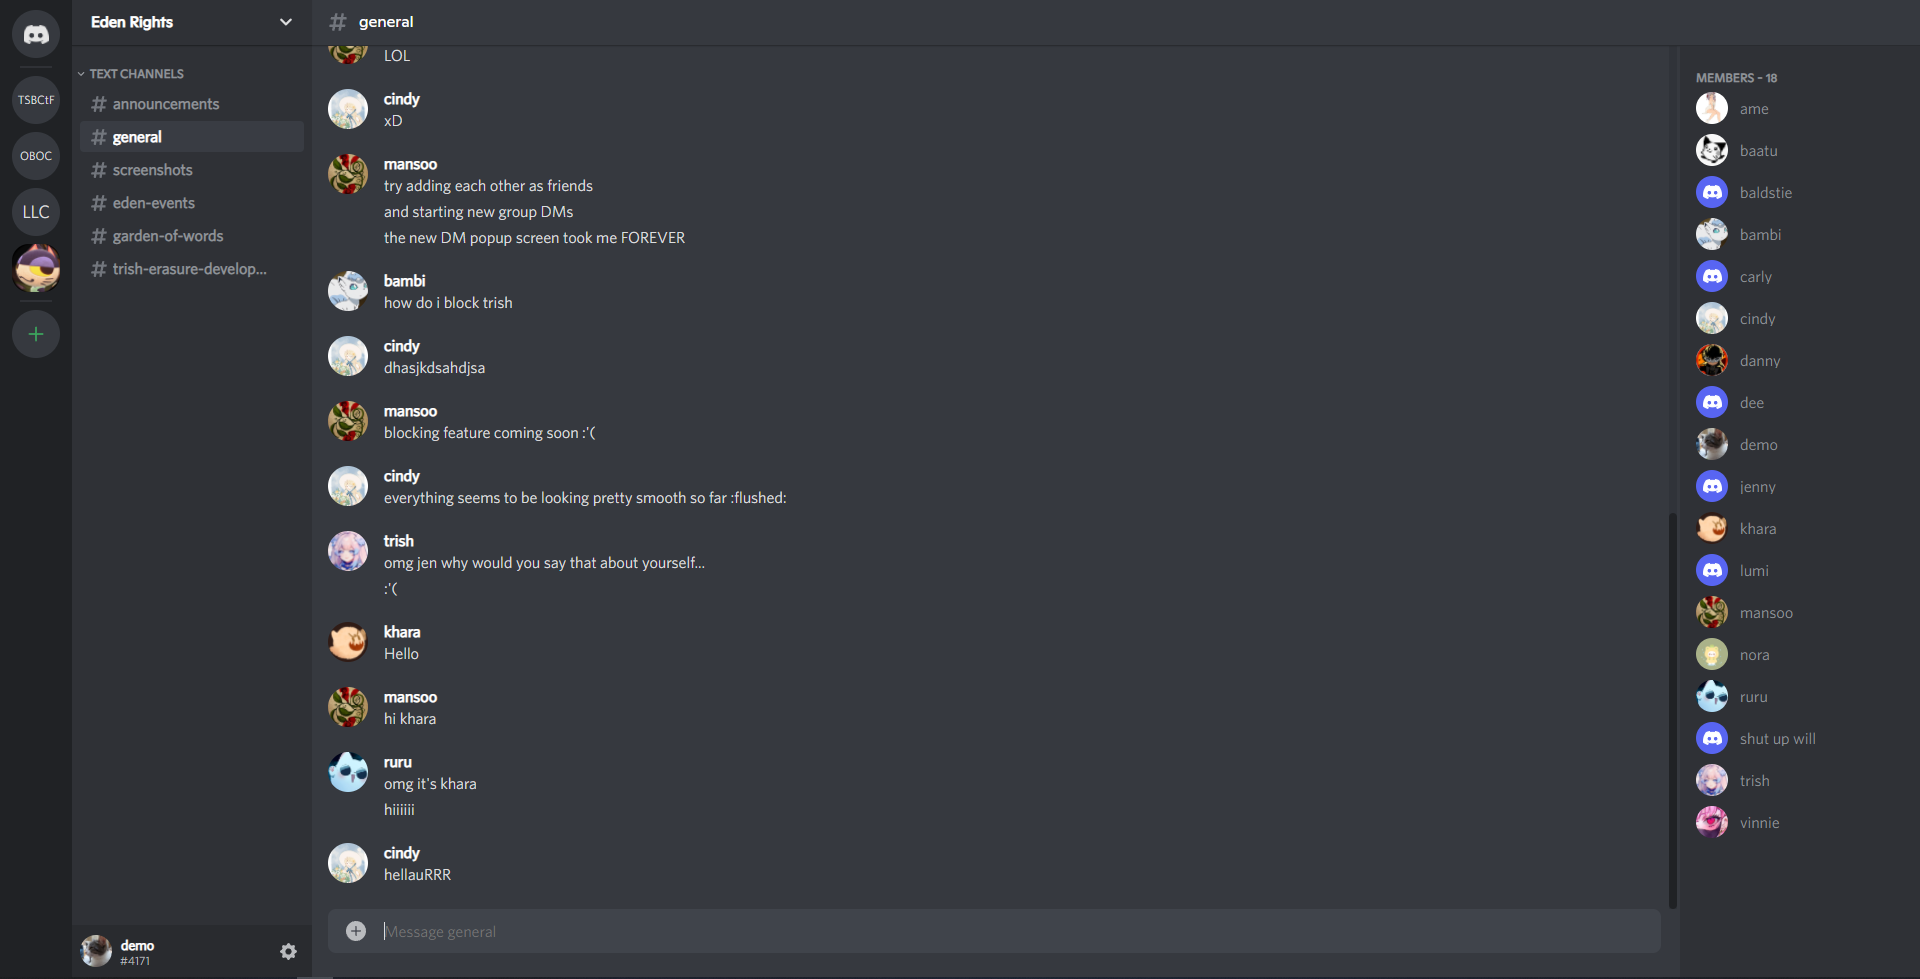 TSBCtF
OBOC
LLC
Eden Rights
TEXT CHANNELS
# announcements
# general
# screenshots
# eden-events
# garden-of-words
# trish-erasure-develop...
demo
#4171
# general
LOL
cindy
xD
mansoo
try adding each other as friends
and starting new group DMs
the new DM popup screen took me FOREVER
bambi
how do i block trish
cindy
dhasjkdsahdjsa
mansoo
blocking feature coming soon :'(
cindy
everything seems to be looking pretty smooth so far :flushed:
trish
omg jen why would you say that about yourself...
:'(
khara
Hello
mansoo
hi khara
ruru
omg it's khara
hiiiiii
cindy
hellauRRR
Message general
MEMBERS - 18
ame
baatu
baldstie
bambi
carly
cindy
danny
dee
demo
jenny
khara
lumi
mansoo
nora
ruru
shut up will
trish
vinnie